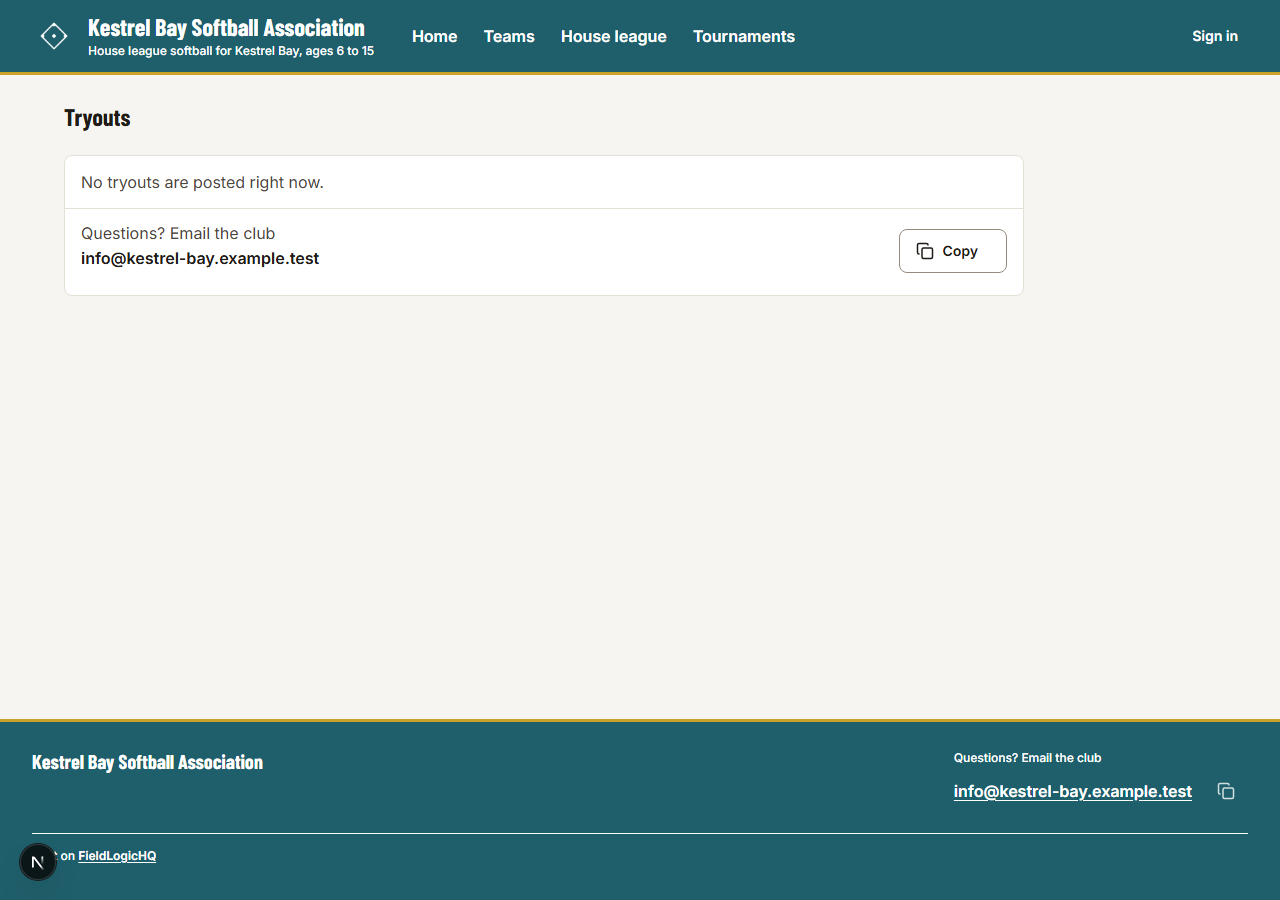 Kestrel Bay Softball Association
House league softball for Kestrel Bay, ages 6 to 15
Home Teams House league Tournaments
Sign in
Tryouts
No tryouts are posted right now.
Questions? Email the club
info@kestrel-bay.example.test
Copy
Kestrel Bay Softball Association
Questions? Email the club
info@kestrel-bay.example.test
N
on FieldLogicHQ